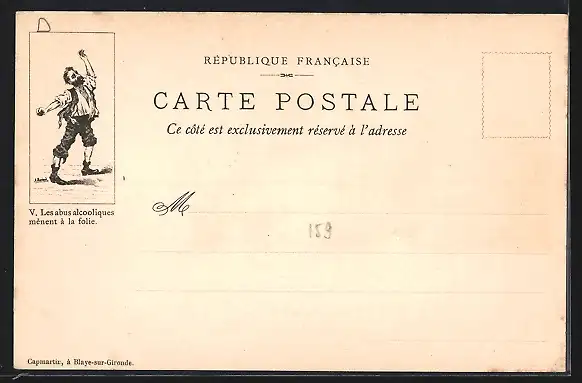 D
RÉPUBLIQUE FRANÇAISE
CARTE POSTALE
Ce côté est exclusivement réservé à l'adresse
V. Les abus alcooliques
mènent à la folie.
M
159
Capmartin, à Blaye-sur-Gironde.